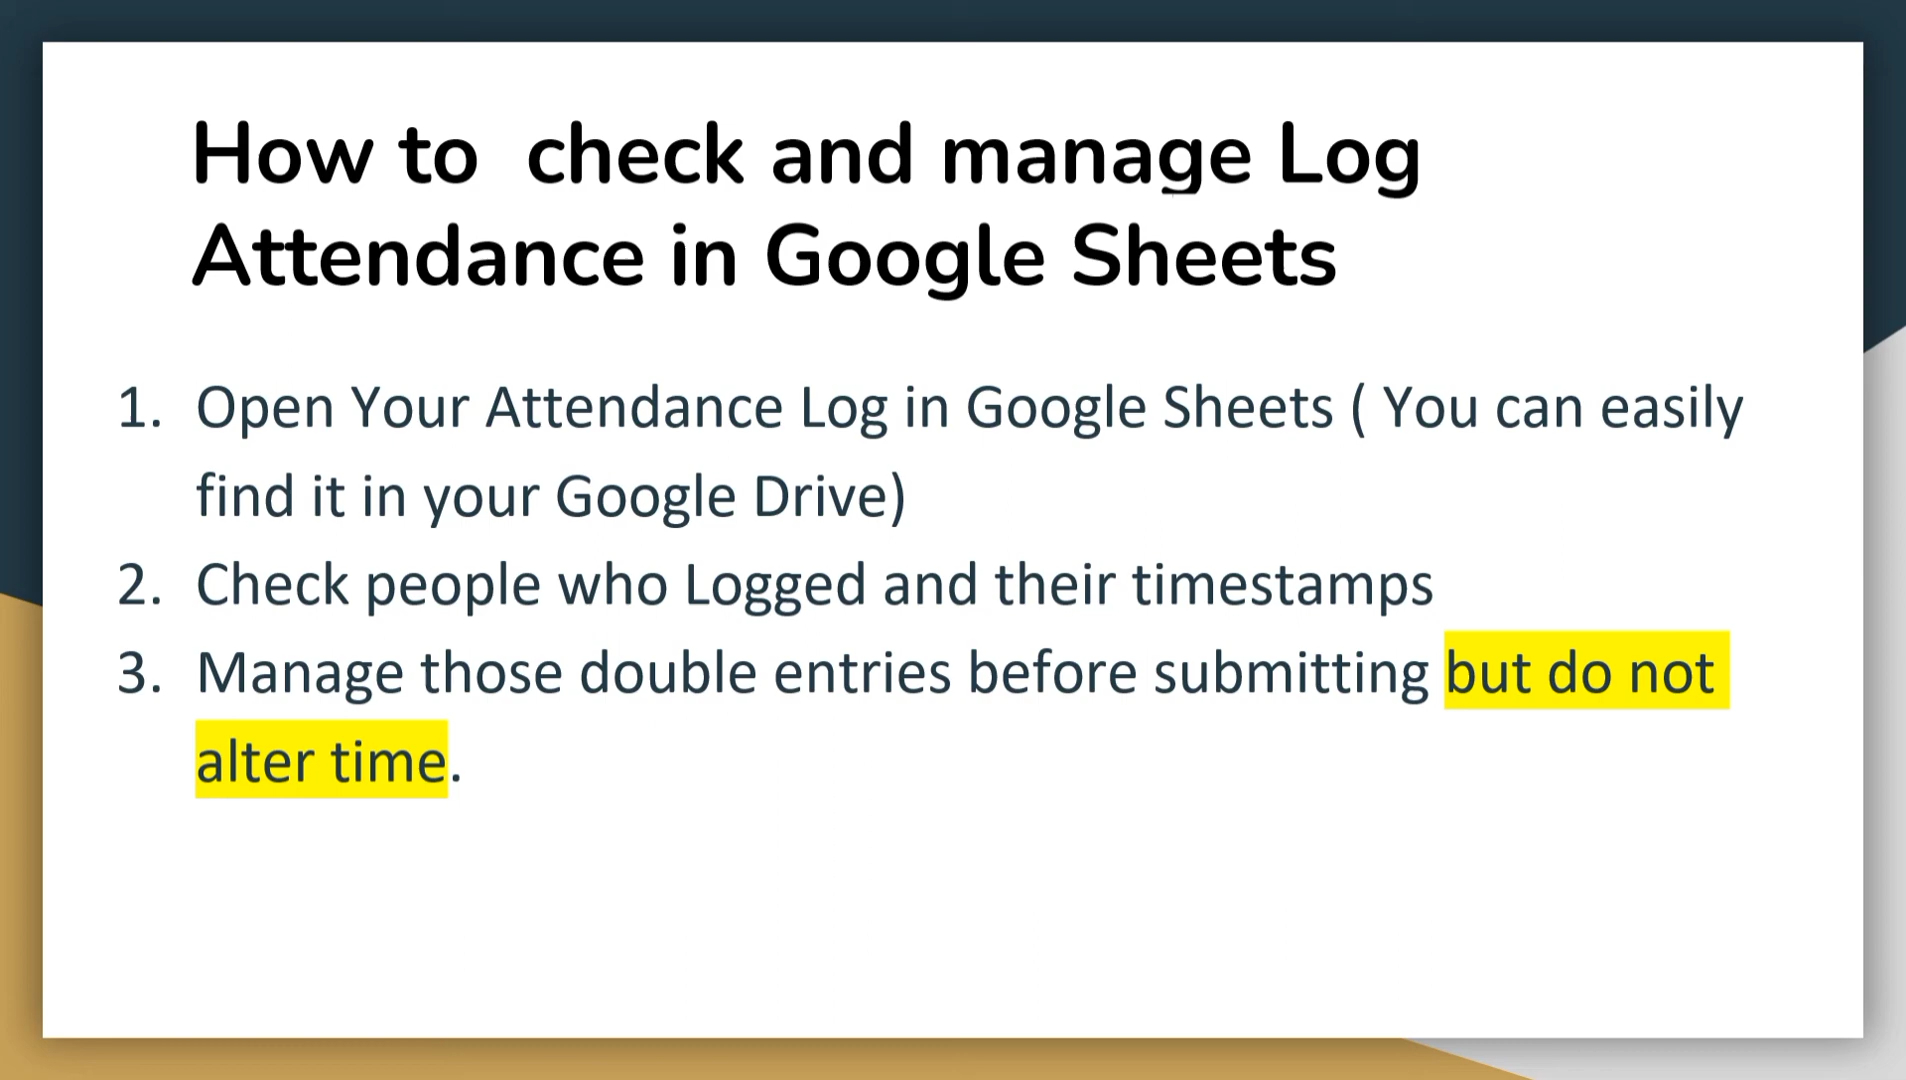 How to  check and manage Log
Attendance in Google Sheets
1. Open Your Attendance Log in Google Sheets ( You can easily
find it in your Google Drive)
2. Check people who Logged and their timestamps
3. Manage those double entries before submitting but do not
alter time.